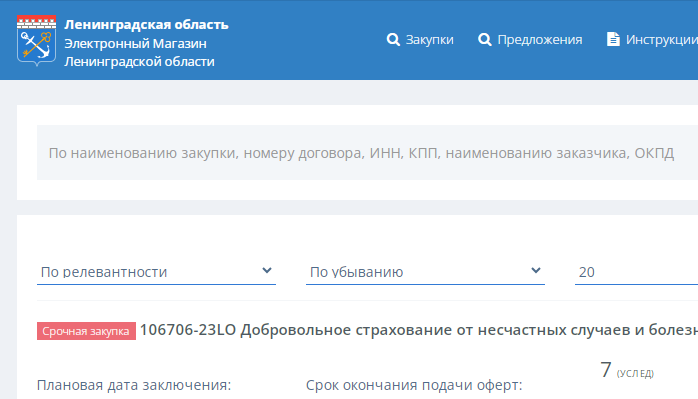 Ленинградская область
Электронный Магазин
Ленинградской области
Закупки
Предложения
Инструкции
По наименованию закупки, номеру договора, ИНН, КПП, наименованию заказчика, ОКПД
По релевантности
По убыванию
20
Срочная закупка 106706-23LO Добровольное страхование от несчастных случаев и болезн
7 (УСЛ ЕД)
Плановая дата заключения:
Срок окончания подачи оферт: